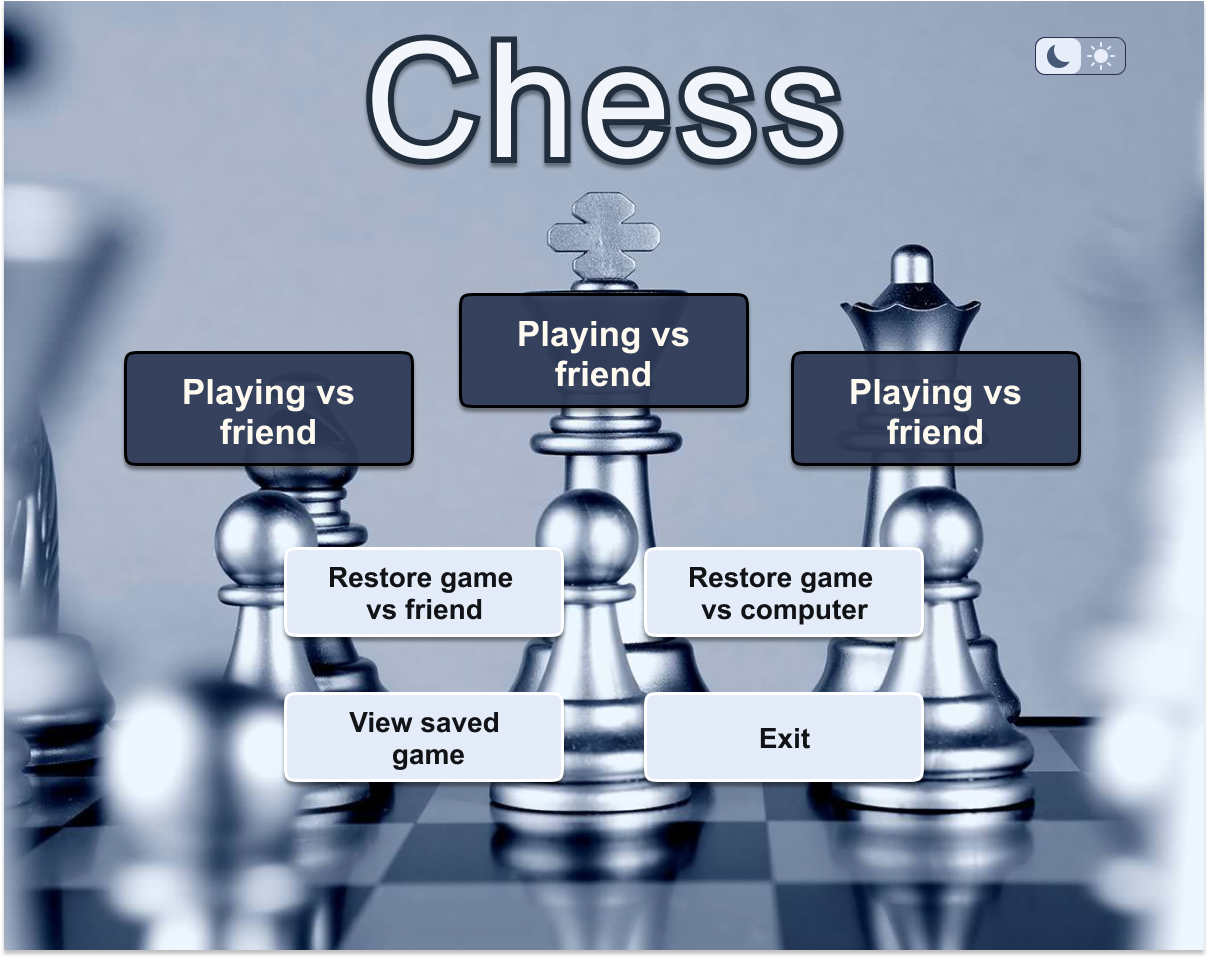 Chess
Playing vs
friend
Playing vs
friend
Playing vs
friend
Restore game
vs friend
Restore game
vs computer
View saved
game
Exit